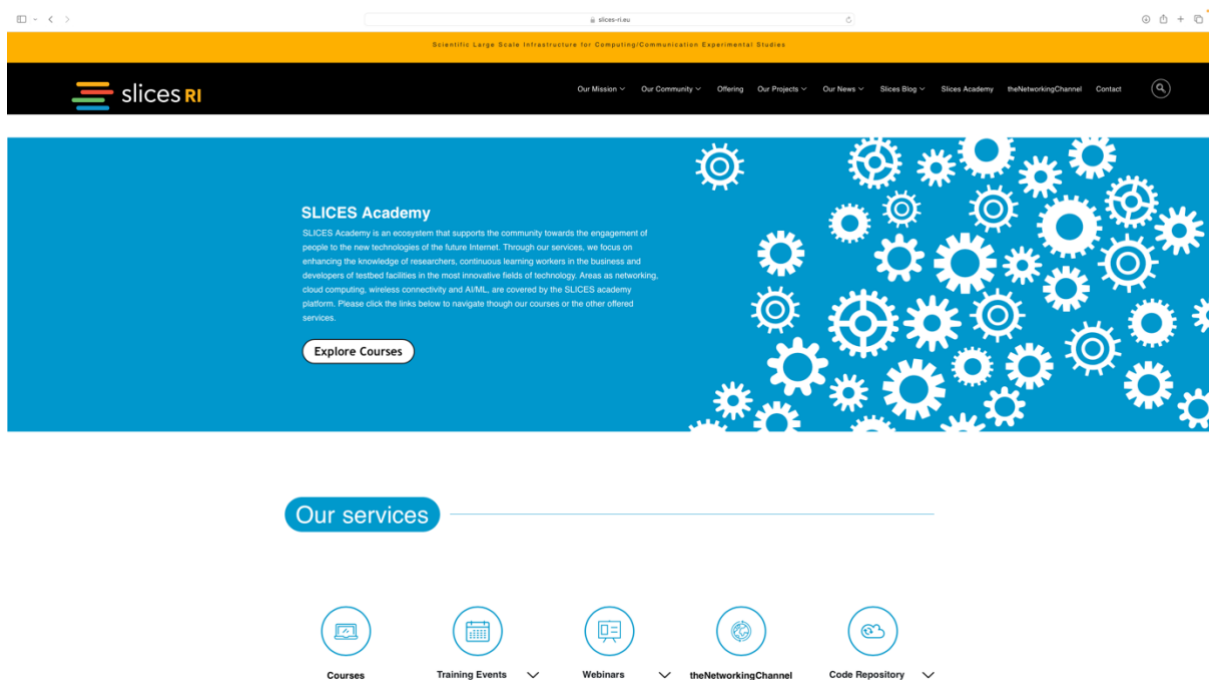 slices-ri.eu
Scientific Large Scale Infrastructure for Computing/Communication Experimental Studies
slices RI
Our Mission Our Community Offering Our Projects Our News Slices Blog Slices Academy theNetworkingChannel Contact
SLICES Academy
SLICES Academy is an ecosystem that supports the community towards the engagement of
people to the new technologies of the future Internet. Through our services, we focus on
enhancing the knowledge of researchers, continuous learning workers in the business and
developers of testbed facilities in the most innovative fields of technology. Areas as networking,
cloud computing, wireless connectivity and AI/ML, are covered by the SLICES academy
platform. Please click the links below to navigate though our courses or the other offered
services.
Explore Courses
Our services
Courses Training Events Webinars theNetworkingChannel Code Repository